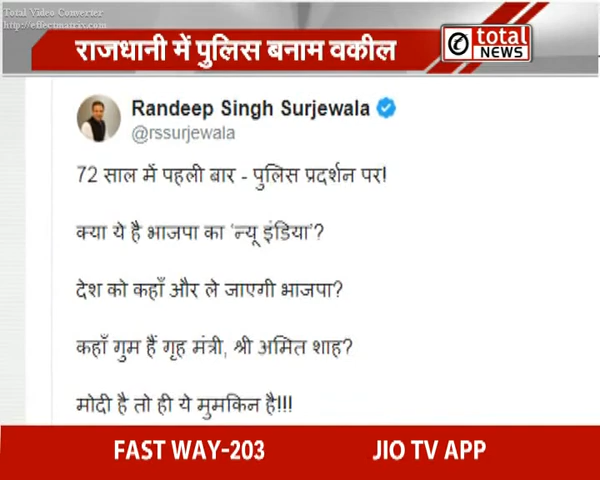 Total Video Converter
http://effectmatrix.com
राजधानी में पुलिस बनाम वकील
total
NEWS
Randeep Singh Surjewala
@rssurjewala
72 साल में पहली बार - पुलिस प्रदर्शन पर!
क्या ये है भाजपा का 'न्यू इंडिया'?
देश को कहाँ और ले जाएगी भाजपा?
कहाँ गुम हैं गृह मंत्री, श्री अमित शाह?
मोदी है तो ही ये मुमकिन है!!!
FAST WAY-203
JIO TV APP